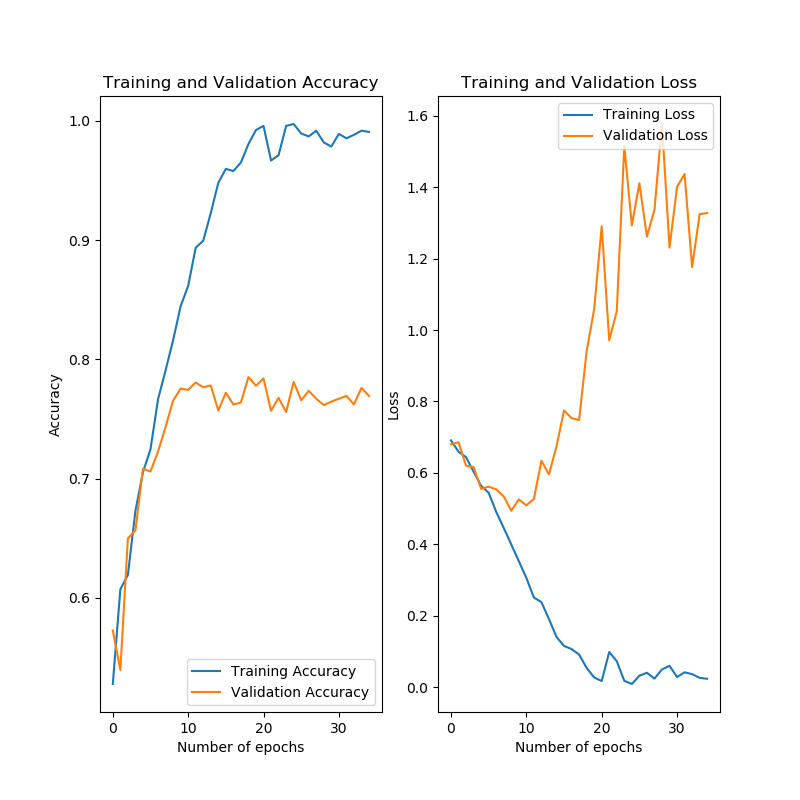 Training and Validation Accuracy
1.0
0.9
0.8
0.7
0.6
Accuracy
0
10
20
30
Number of epochs
Training Accuracy
Validation Accuracy
Training and Validation Loss
1.6
1.4
1.2
1.0
0.8
0.6
0.4
0.2
0.0
Loss
0
10
20
30
Number of epochs
Training Loss
Validation Loss